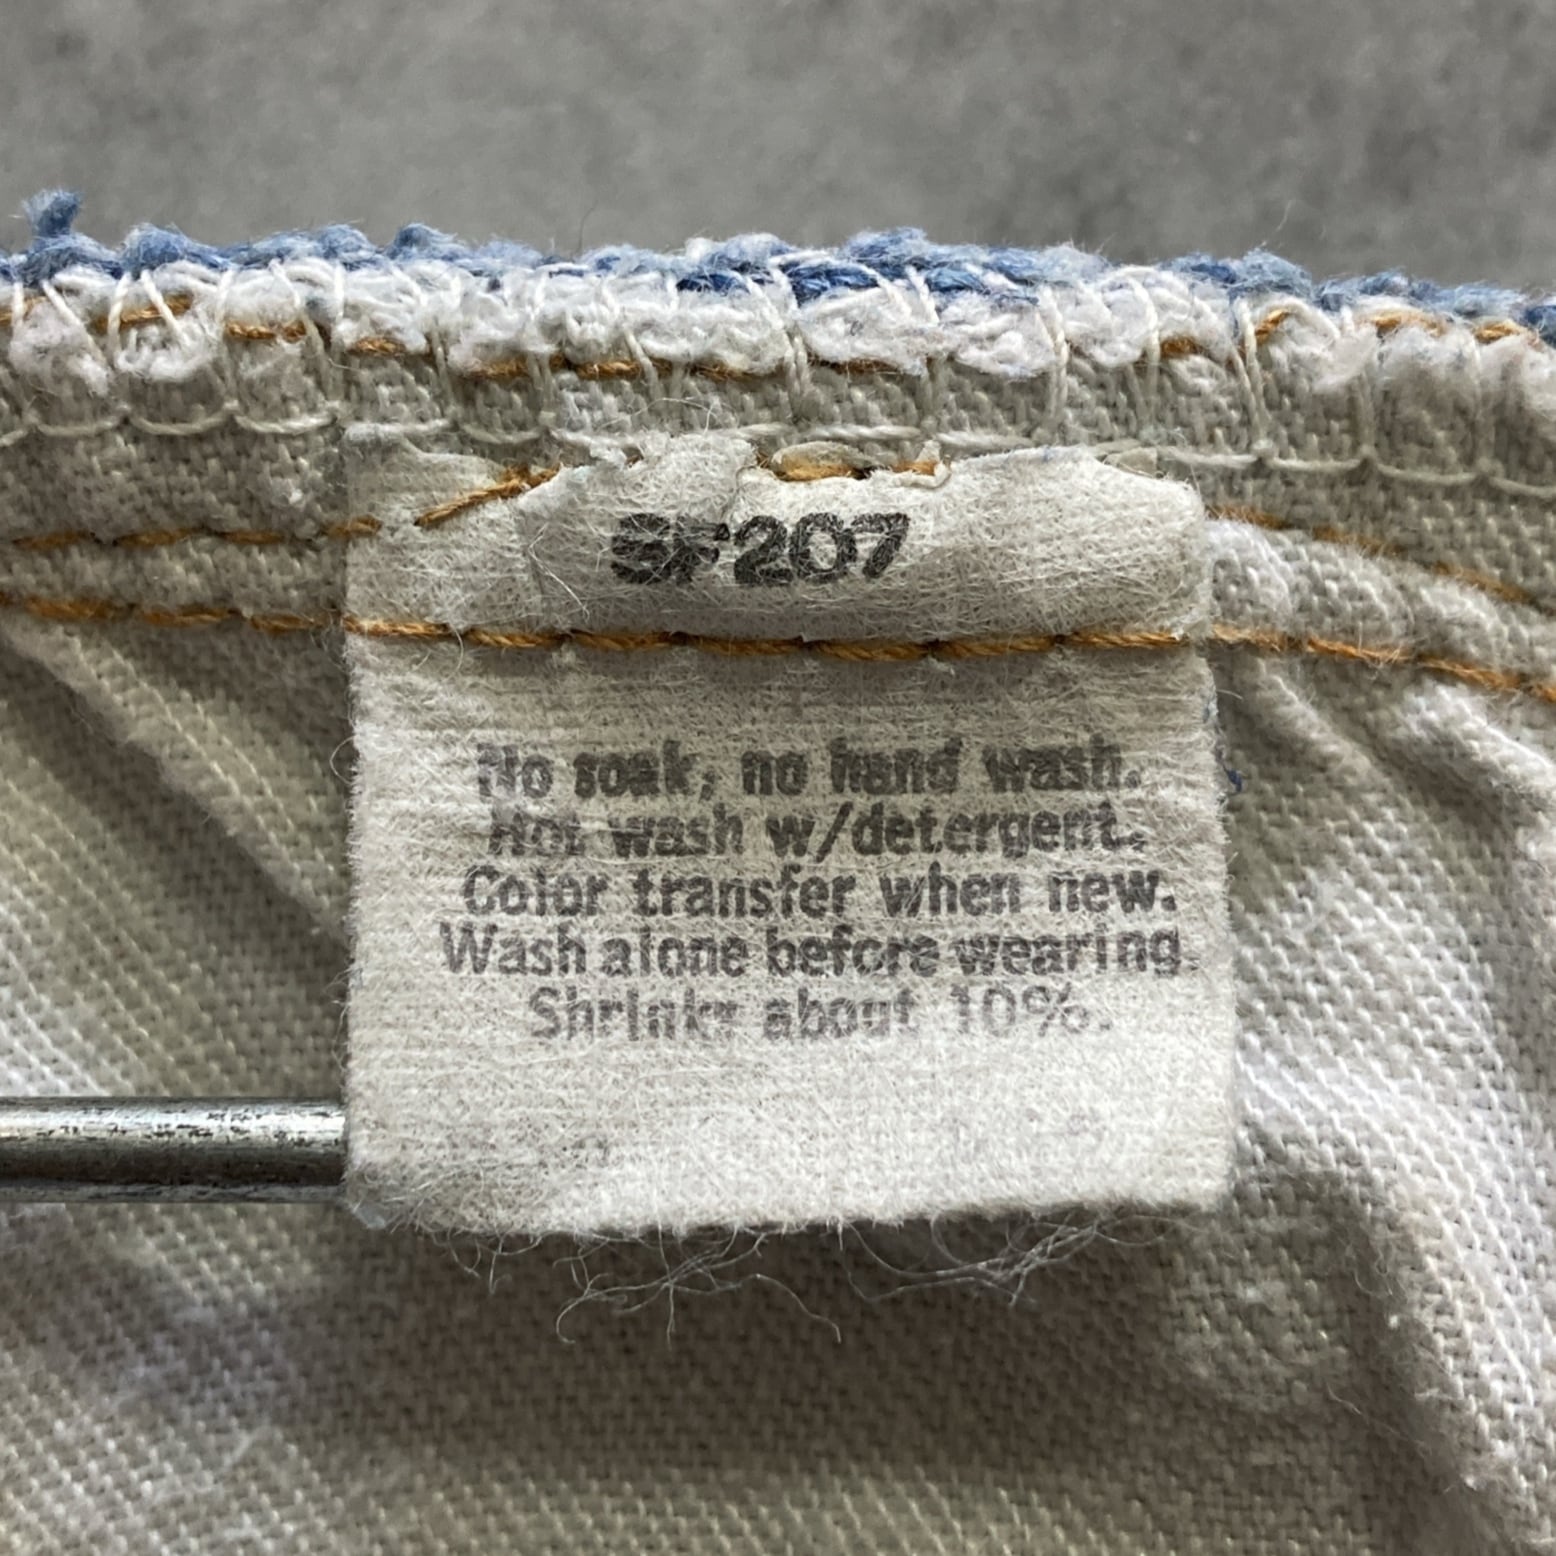 SF207
No soak, no hand wash.
Hot wash w/detergent.
Color transfer when new.
Wash alone before wearing.
Shrinks about 10%.